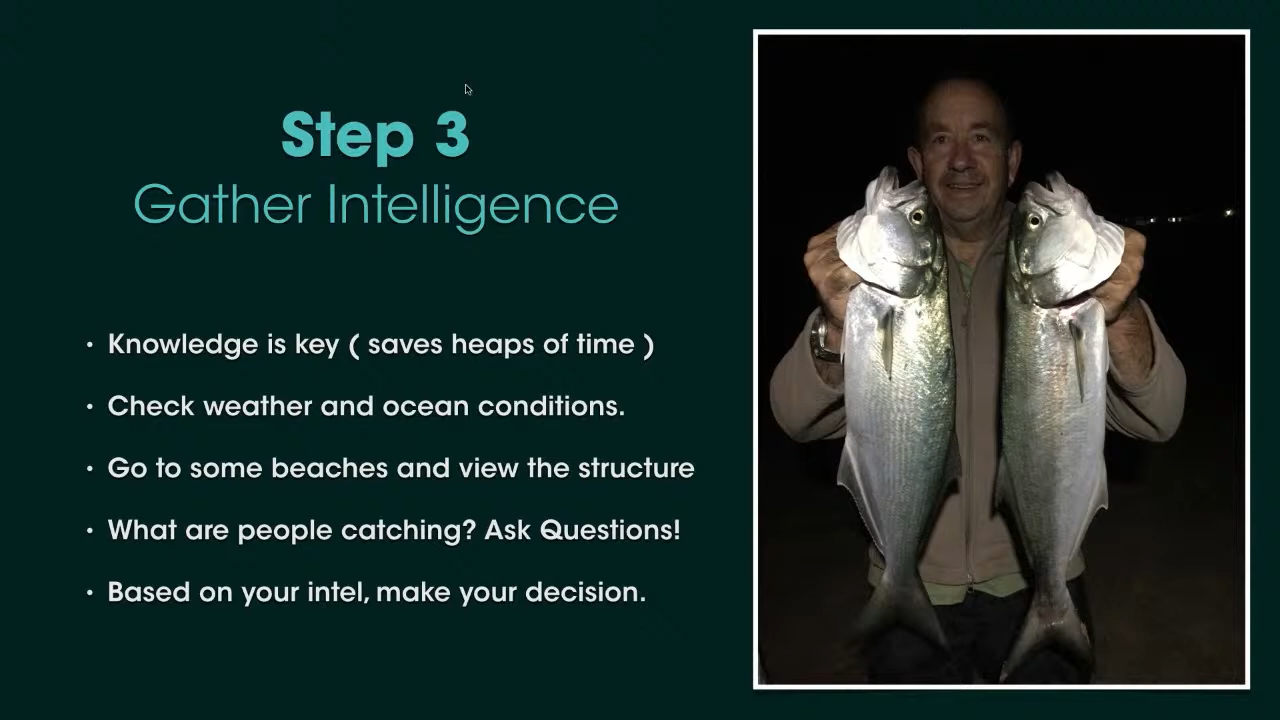 Step 3
Gather Intelligence
• Knowledge is key ( saves heaps of time )
• Check weather and ocean conditions.
• Go to some beaches and view the structure
• What are people catching? Ask Questions!
• Based on your intel, make your decision.